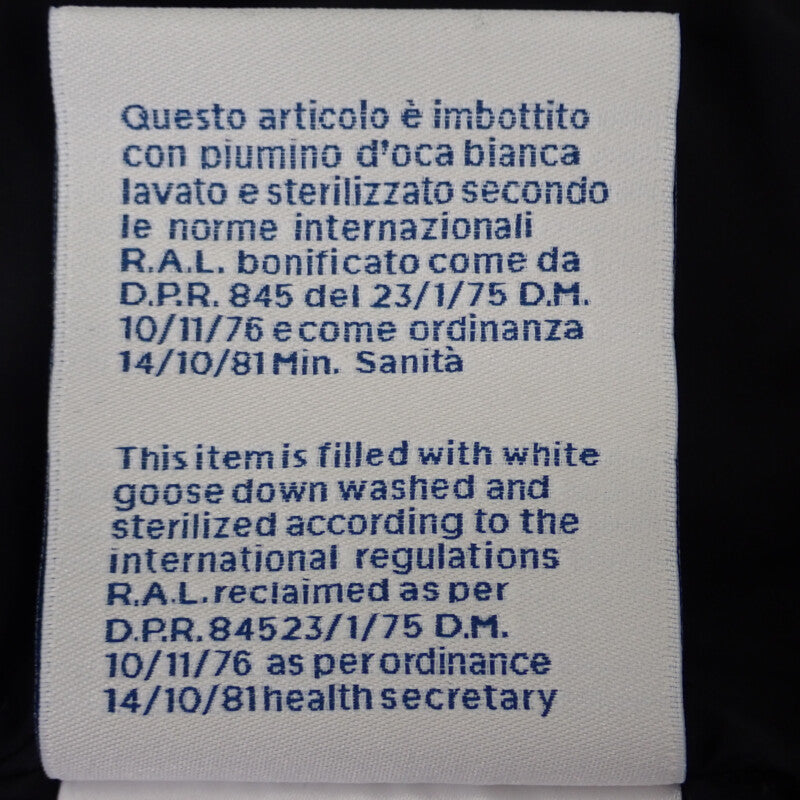 Questo articolo è imbottito
con piumino d'oca bianca
lavato e sterilizzato secondo
le norme internazionali
R.A.L. bonificato come da
D.P.R. 845 del 23/1/75 D.M.
10/11/76 e come ordinanza
14/10/81 Min. Sanità
This item is filled with white
goose down washed and
sterilized according to the
international regulations
R.A.L. reclaimed as per
D.P.R. 845 23/1/75 D.M.
10/11/76 as per ordinance
14/10/81 health secretary